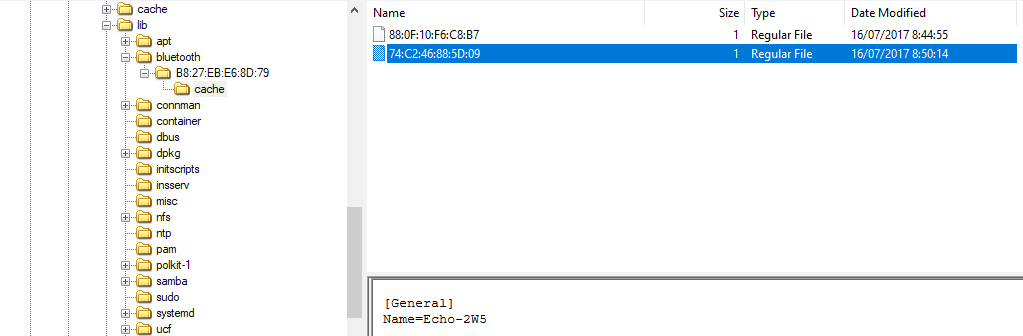 cache
lib
apt
bluetooth
B8:27:EB:E6:8D:79
cache
connman
container
dbus
dpkg
initscripts
insserv
misc
nfs
ntp
pam
polkit-1
samba
sudo
systemd
ucf
Name Size Type Date Modified
88:0F:10:F6:C8:B7 1 Regular File 16/07/2017 8:44:55
74:C2:46:88:5D:09 1 Regular File 16/07/2017 8:50:14
[General]
Name=Echo-2W5